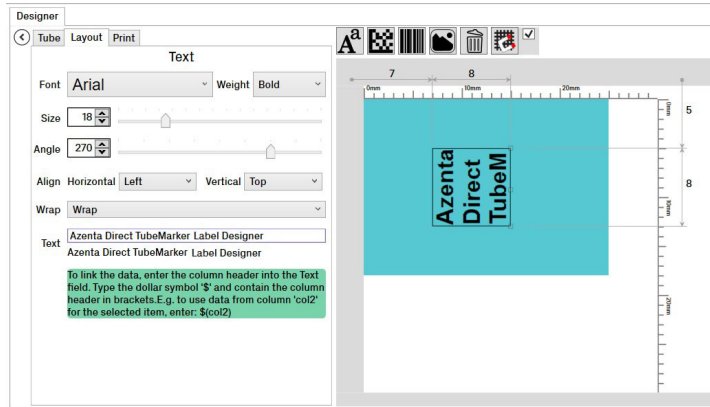 Designer
Tube Layout Print
Text
Font Arial Weight Bold
Size 18
Angle 270
Align Horizontal Left Vertical Top
Wrap Wrap
Text Azenta Direct TubeMarker Label Designer
Azenta Direct TubeMarker Label Designer
To link the data, enter the column header into the Text
field. Type the dollar symbol '$' and contain the column
header in brackets.E.g. to use data from column 'col2'
for the selected item, enter: $(col2)
Aa
7 8
0mm 10mm 20mm
0mm 5
8
10mm
20mm
Azenta
Direct
TubeM